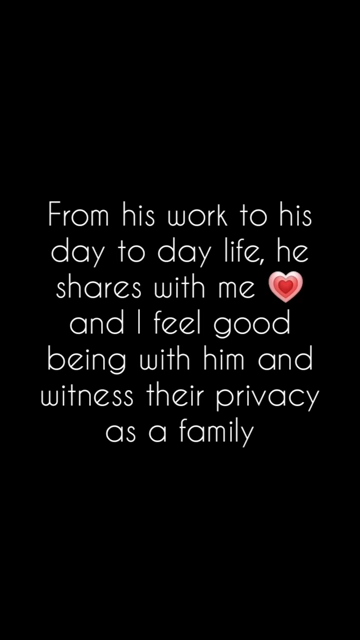 From his work to his
day to day life, he
shares with me 💗
and I feel good
being with him and
witness their privacy
as a family